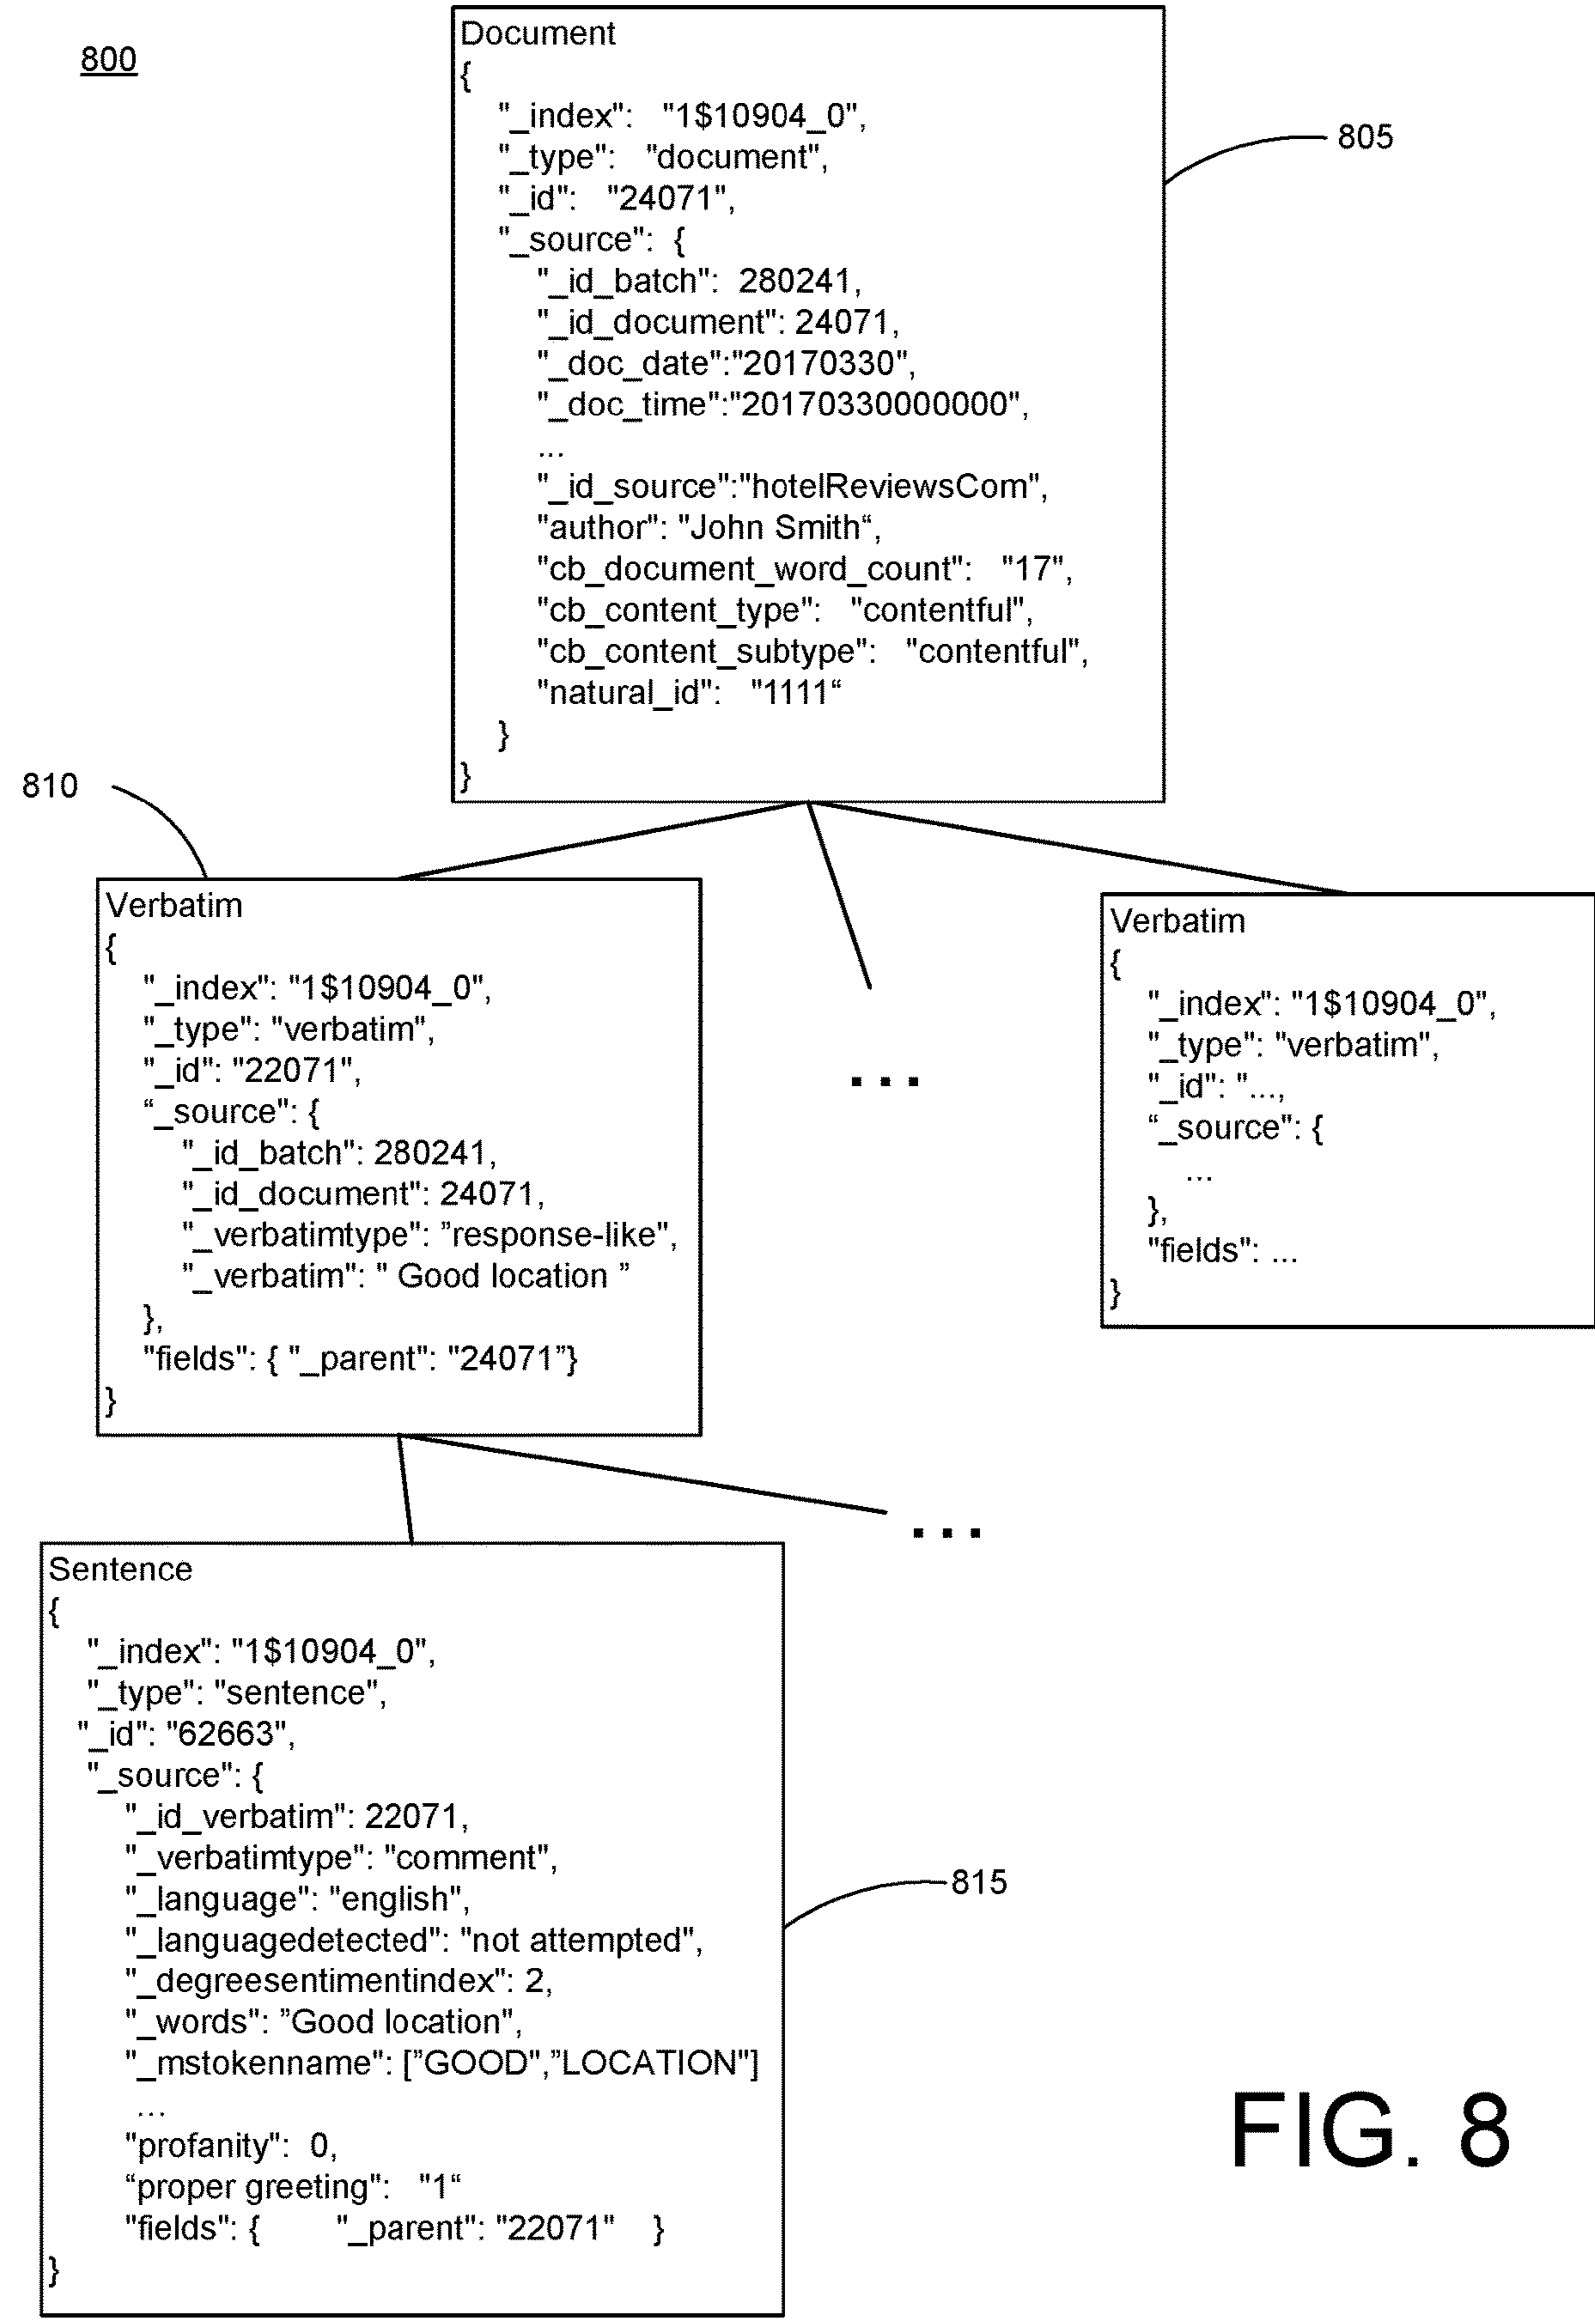 800
Document
{
"_index": "1$10904_0",
"_type": "document",
"_id": "24071",
"_source": {
"_id_batch": 280241,
"_id_document": 24071,
"_doc_date":"20170330",
"_doc_time":"20170330000000",
...
"_id_source":"hotelReviewsCom",
"author": "John Smith“,
"cb_document_word_count": "17",
"cb_content_type": "contentful",
"cb_content_subtype": "contentful",
"natural_id": "1111“
}
}
805
810
Verbatim
{
"_index": "1$10904_0",
"_type": "verbatim",
"_id": "22071",
“_source": {
"_id_batch": 280241,
"_id_document": 24071,
"_verbatimtype": ”response-like",
"_verbatim": " Good location ”
},
"fields": { "_parent": "24071”}
}
...
Verbatim
{
"_index": "1$10904_0",
"_type": "verbatim",
"_id": "...,
“_source": {
...
},
"fields": ...
}
...
Sentence
{
"_index": "1$10904_0",
"_type": "sentence",
"_id": "62663",
"_source": {
"_id_verbatim": 22071,
"_verbatimtype": "comment",
"_language": "english",
"_languagedetected": "not attempted",
"_degreesentimentindex": 2,
"_words": ”Good location",
"_mstokenname": [”GOOD",”LOCATION"]
...
"profanity": 0,
“proper greeting": "1“
"fields": { "_parent": "22071" }
}
815
FIG. 8